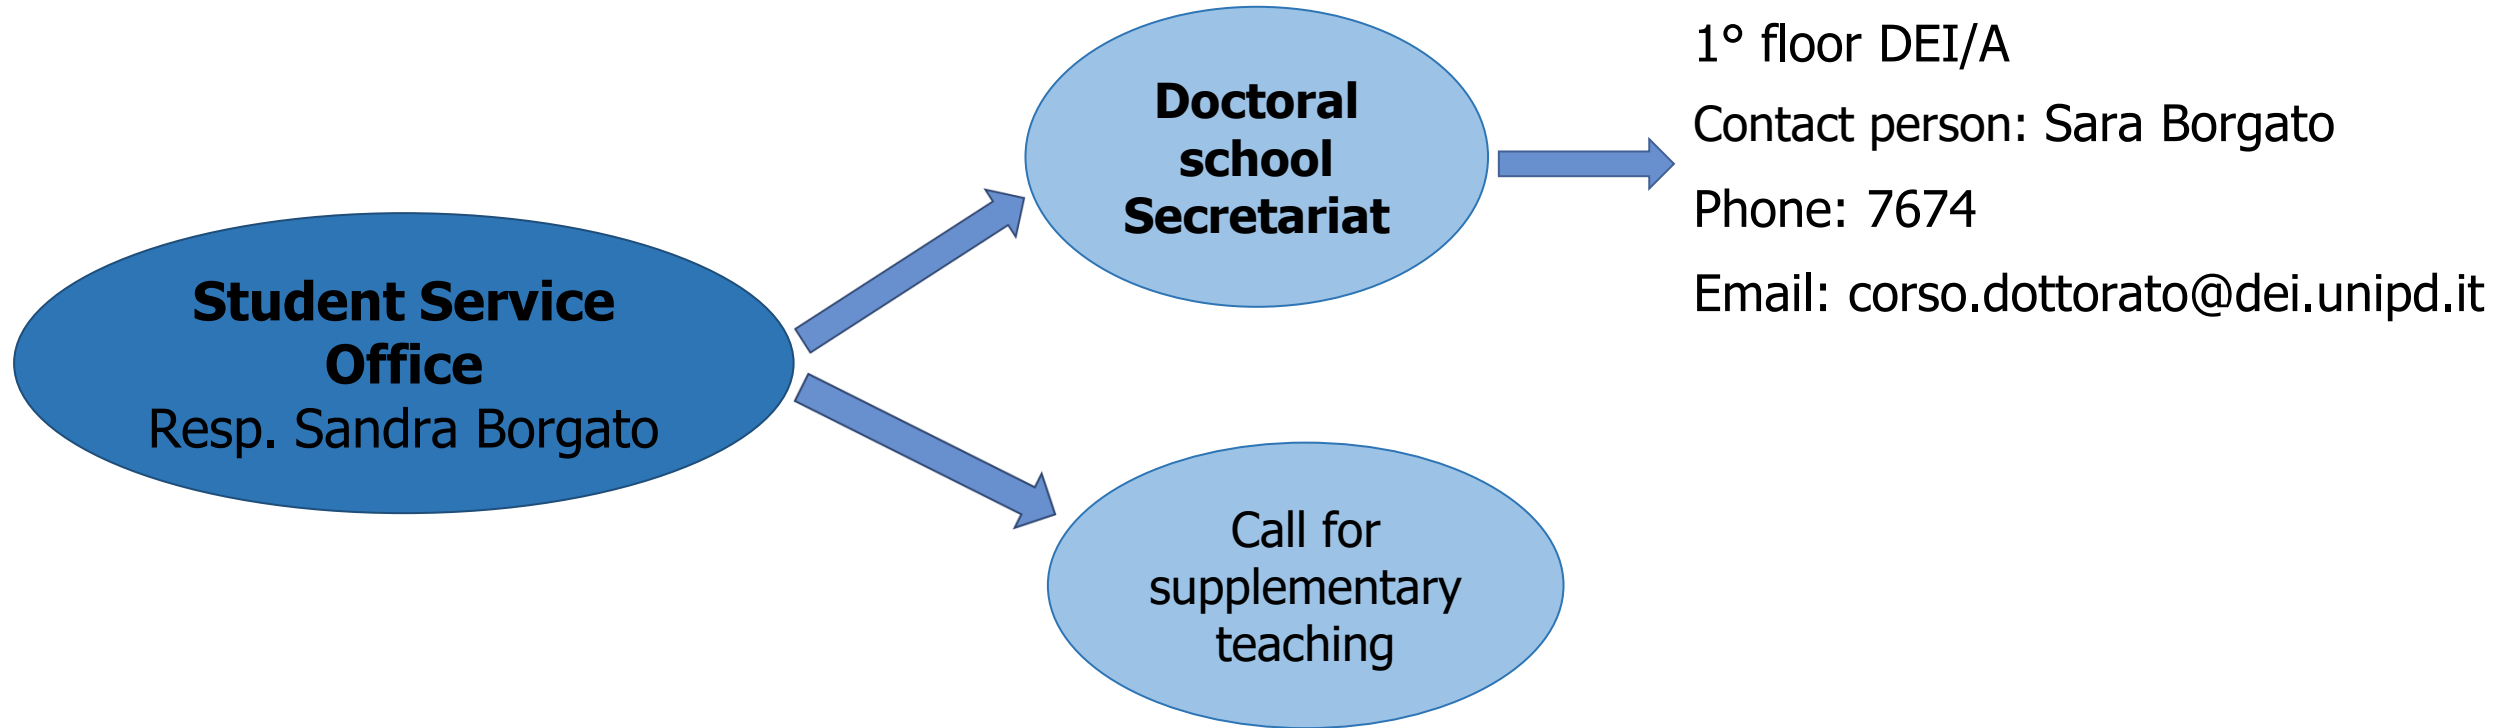 Student Service
Office
Resp. Sandra Borgato
Doctoral
school
Secretariat
1° floor DEI/A
Contact person: Sara Borgato
Phone: 7674
Email: corso.dottorato@dei.unipd.it
Call for
supplementary
teaching